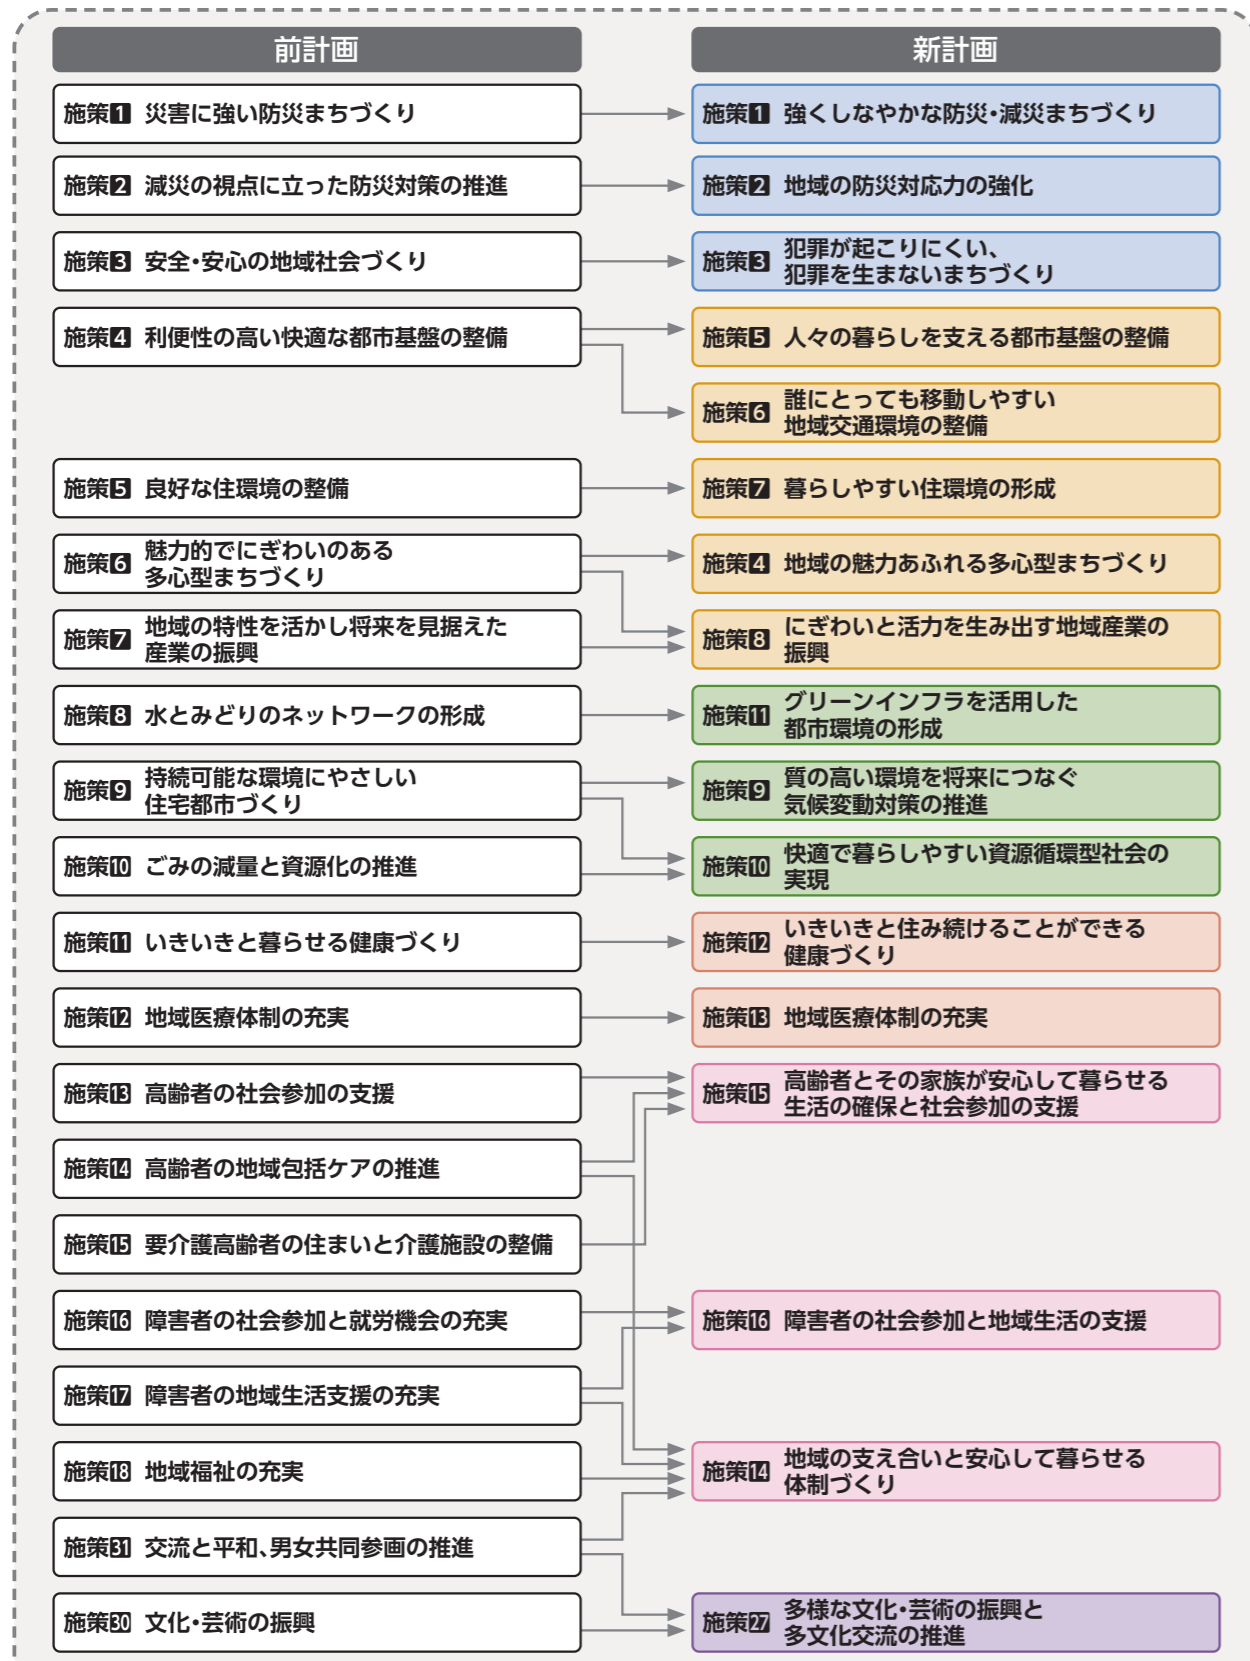 前計画
新計画
施策1 災害に強い防災まちづくり
施策1 強くしなやかな防災・減災まちづくり
施策2 減災の視点に立った防災対策の推進
施策2 地域の防災対応力の強化
施策3 安全・安心の地域社会づくり
施策3 犯罪が起こりにくい、
犯罪を生まないまちづくり
施策4 利便性の高い快適な都市基盤の整備
施策5 人々の暮らしを支える都市基盤の整備
施策6 誰にとっても移動しやすい
地域交通環境の整備
施策5 良好な住環境の整備
施策7 暮らしやすい住環境の形成
施策6 魅力的でにぎわいのある
多心型まちづくり
施策4 地域の魅力あふれる多心型まちづくり
施策7 地域の特性を活かし将来を見据えた
産業の振興
施策8 にぎわいと活力を生み出す地域産業の
振興
施策8 水とみどりのネットワークの形成
施策11 グリーンインフラを活用した
都市環境の形成
施策9 持続可能な環境にやさしい
住宅都市づくり
施策9 質の高い環境を将来につなぐ
気候変動対策の推進
施策10 ごみの減量と資源化の推進
施策10 快適で暮らしやすい資源循環型社会の
実現
施策11 いきいきと暮らせる健康づくり
施策12 いきいきと住み続けることができる
健康づくり
施策12 地域医療体制の充実
施策13 地域医療体制の充実
施策13 高齢者の社会参加の支援
施策15 高齢者とその家族が安心して暮らせる
生活の確保と社会参加の支援
施策14 高齢者の地域包括ケアの推進
施策15 要介護高齢者の住まいと介護施設の整備
施策16 障害者の社会参加と就労機会の充実
施策16 障害者の社会参加と地域生活の支援
施策17 障害者の地域生活支援の充実
施策18 地域福祉の充実
施策14 地域の支え合いと安心して暮らせる
体制づくり
施策31 交流と平和、男女共同参画の推進
施策30 文化・芸術の振興
施策27 多様な文化・芸術の振興と
多文化交流の推進